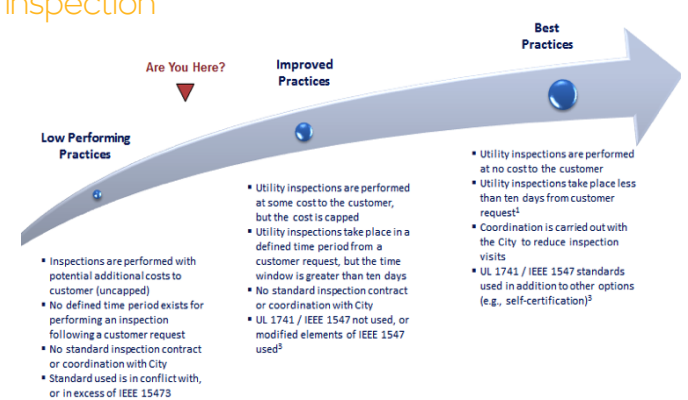 Inspection
Best
Practices
Are You Here?
Improved
Practices
Low Performing
Practices
▪ Inspections are performed with
potential additional costs to
customer (uncapped)
▪ No defined time period exists for
performing an inspection
following a customer request
▪ No standard inspection contract
or coordination with City
▪ Standard used is in conflict with,
or in excess of IEEE 15473
▪ Utility inspections are performed
at some cost to the customer,
but the cost is capped
▪ Utility inspections take place in a
defined time period from a
customer request, but the time
window is greater than ten days
▪ No standard inspection contract
or coordination with City
▪ UL 1741 / IEEE 1547 not used, or
modified elements of IEEE 1547
used³
▪ Utility inspections are performed
at no cost to the customer
▪ Utility inspections take place less
than ten days from customer
request¹
▪ Coordination is carried out with
the City to reduce inspection
visits
▪ UL 1741 / IEEE 1547 standards
used in addition to other options
(e.g., self-certification)³